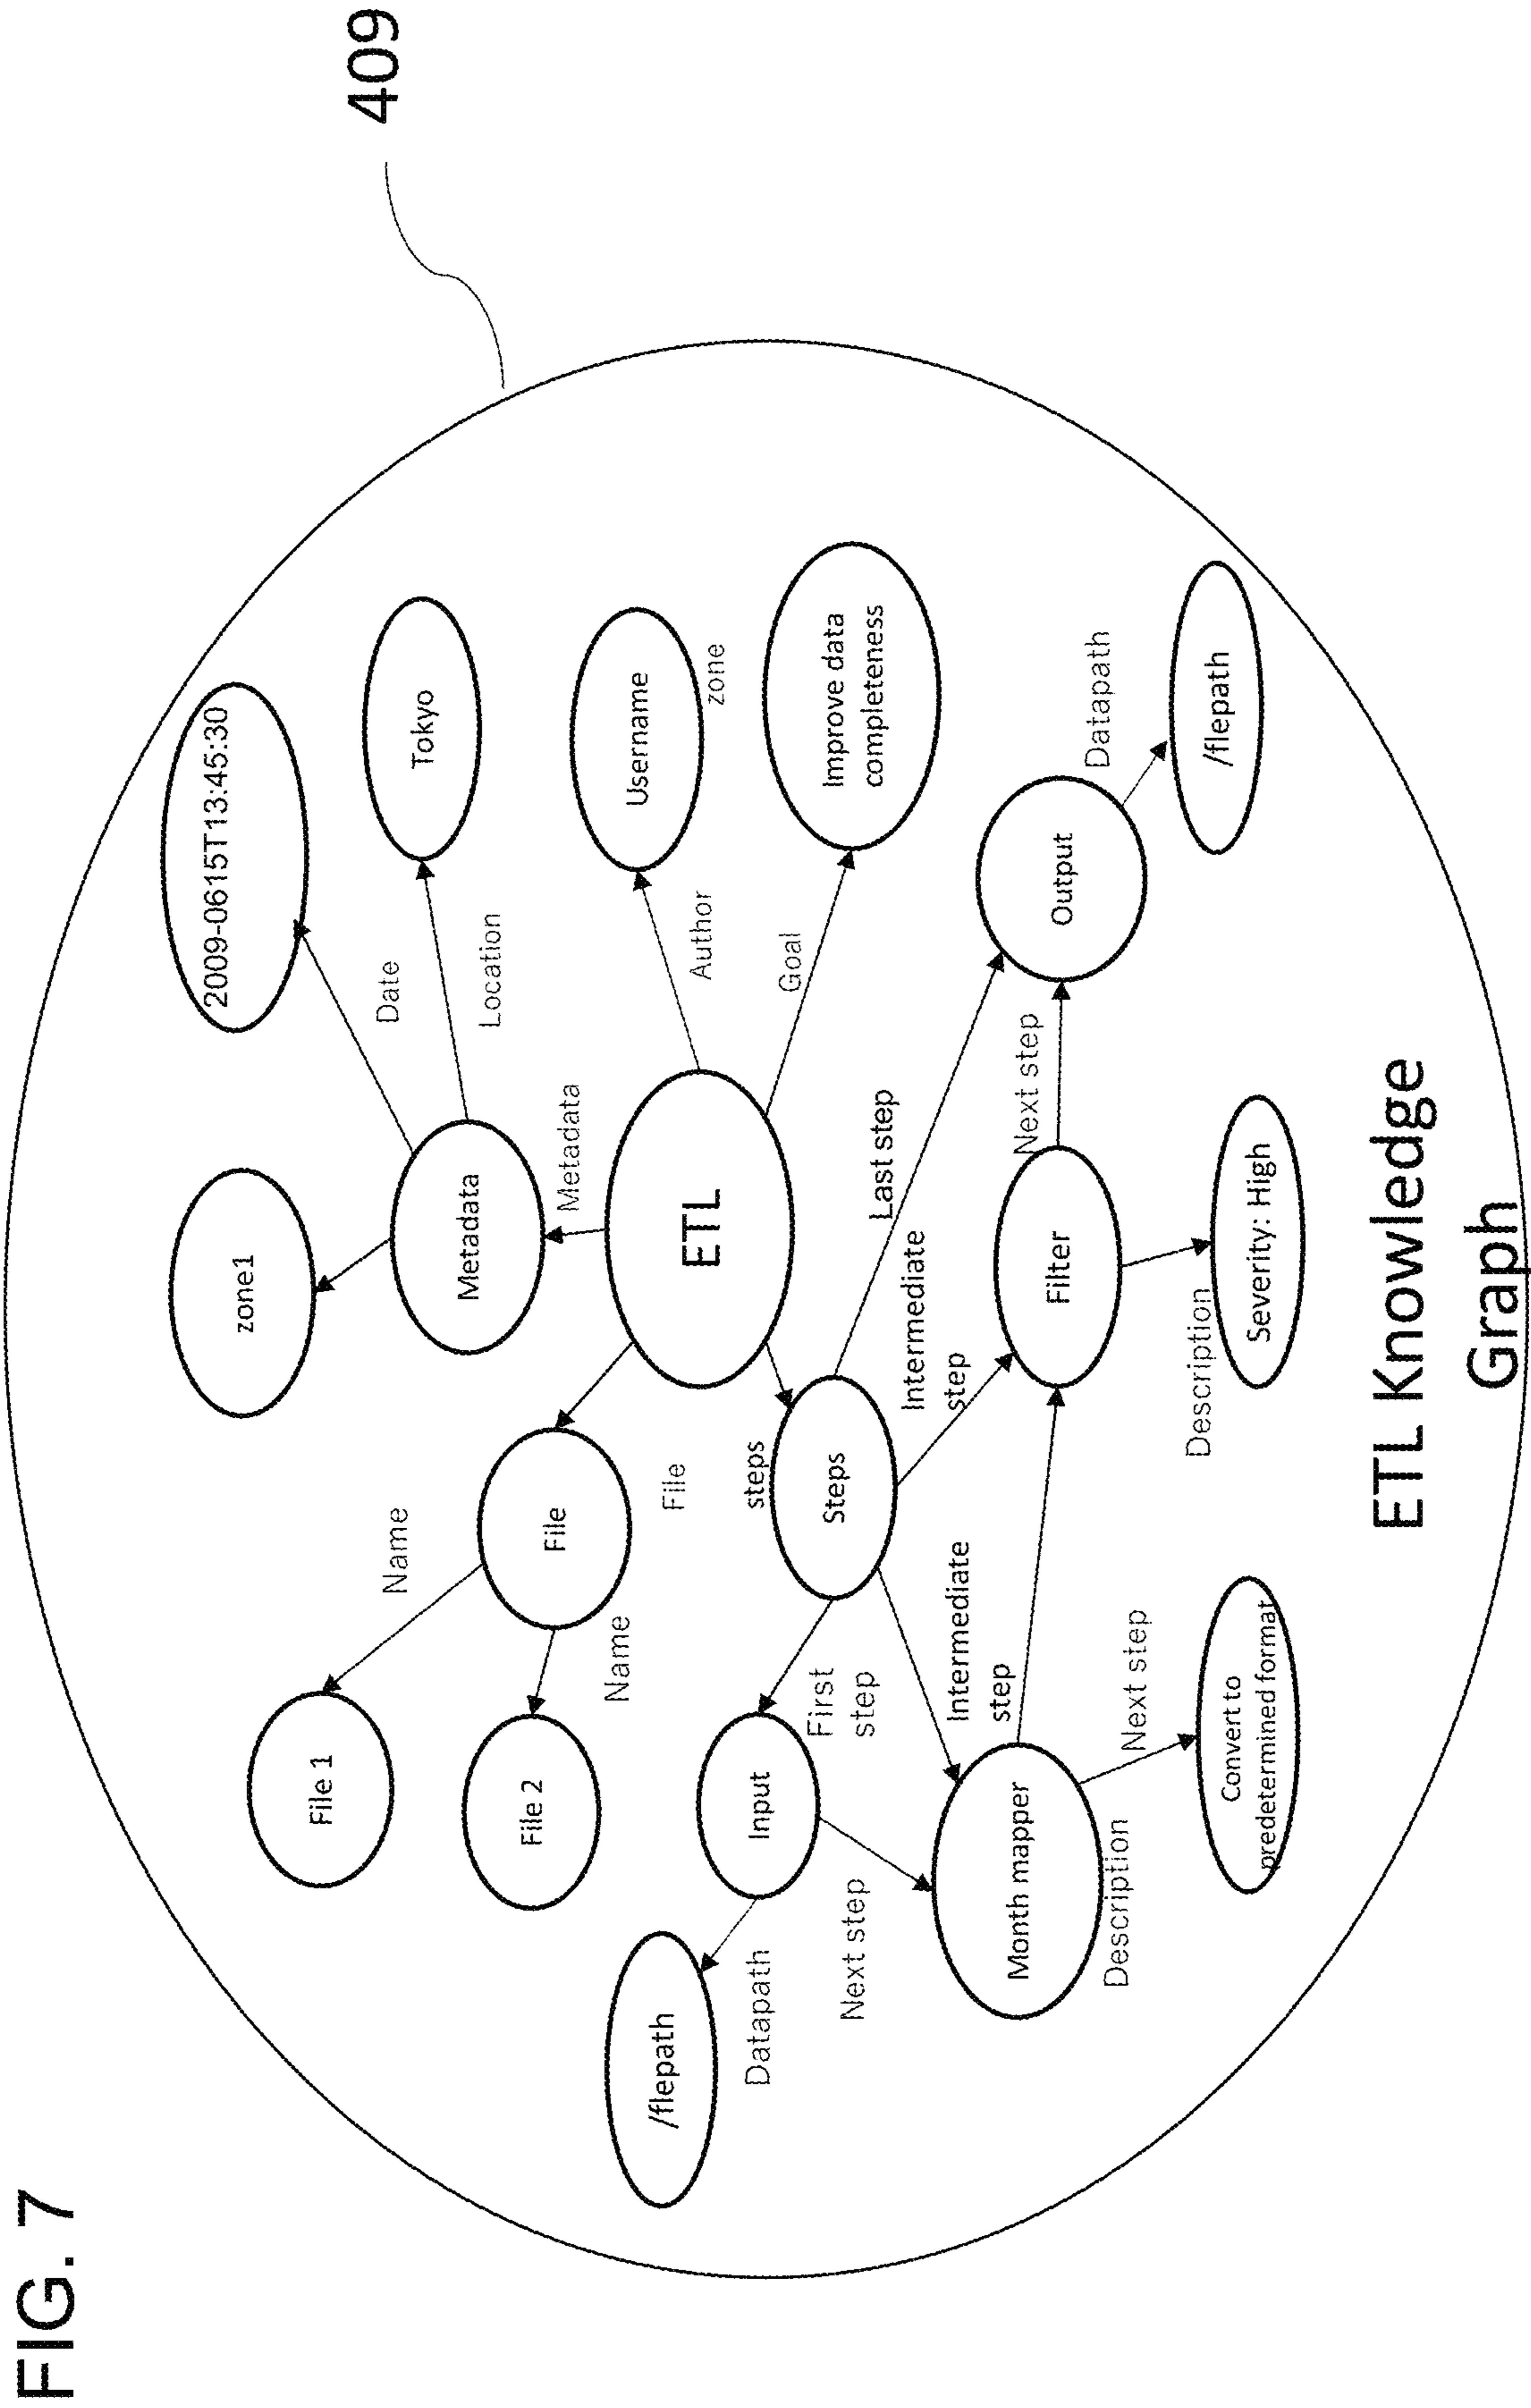 FIG. 7
409
zone1
2009-0615T13:45:30
Date
Tokyo
Location
Name
File 1
Metadata
Metadata
File
File 2
Name
File
Username
zone
Author
ETL
Goal
Improve data
completeness
/flepath
Datapath
Input
First
step
steps
Steps
Last step
Intermediate
step
Next step
Intermediate
step
Month mapper
Description
Next step
Convert to
predetermined format
Filter
Next step
Output
Datapath
/flepath
Description
Severity: High
ETL Knowledge
Graph